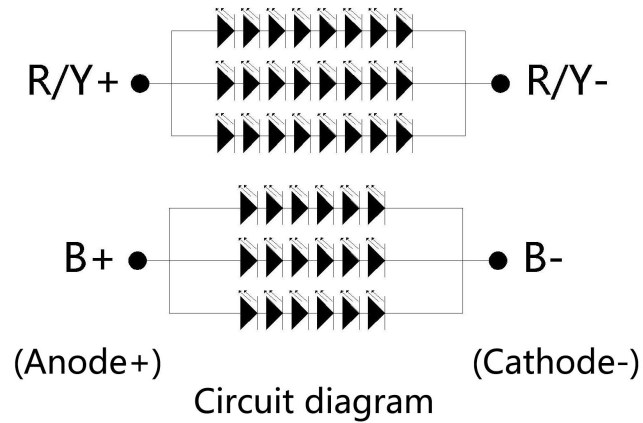 R/Y+ R/Y-
B+ B-
(Anode+) (Cathode-)
Circuit diagram